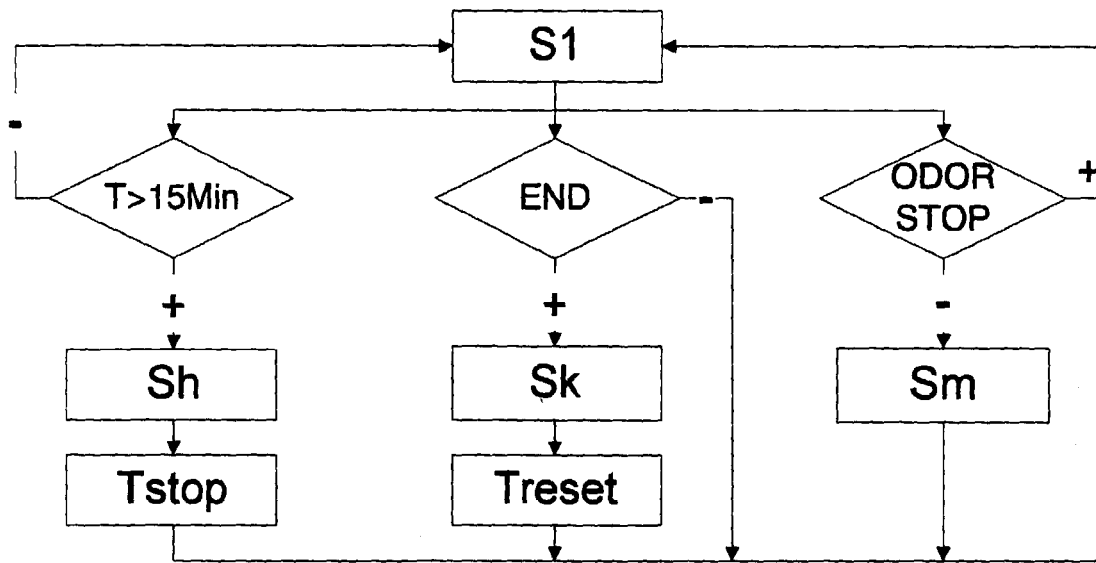 S1
-
T>15Min
END
-
ODOR
STOP
+
+
+
-
Sh
Sk
Sm
Tstop
Treset